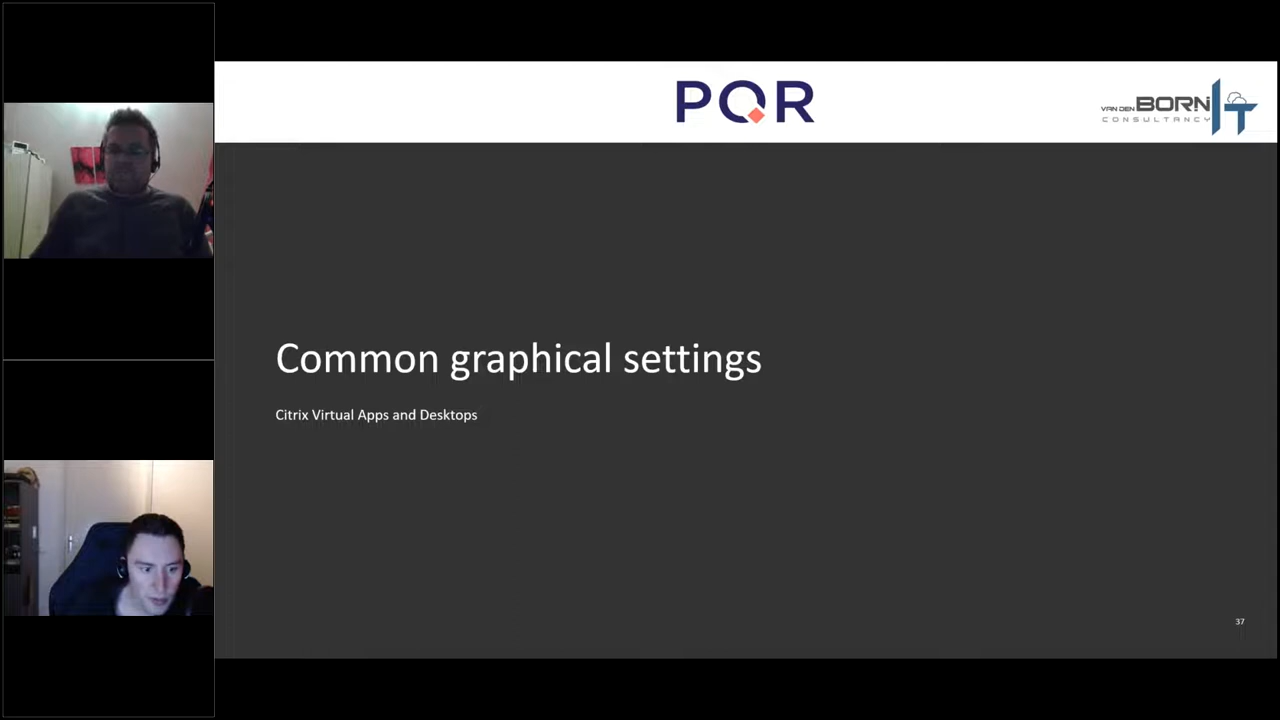 PQR
VAN DEN BORN IT
CONSULTANCY
Common graphical settings
Citrix Virtual Apps and Desktops
37